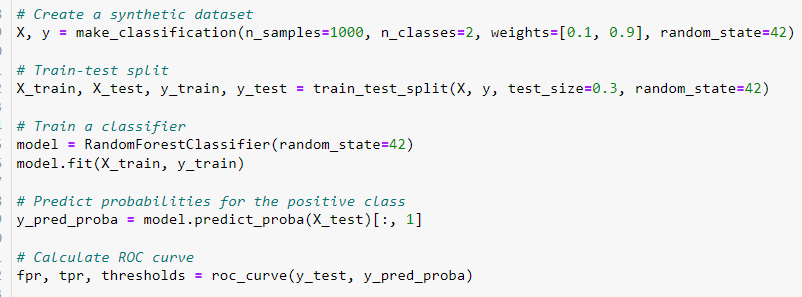 # Create a synthetic dataset
X, y = make_classification(n_samples=1000, n_classes=2, weights=[0.1, 0.9], random_state=42)
# Train-test split
X_train, X_test, y_train, y_test = train_test_split(X, y, test_size=0.3, random_state=42)
# Train a classifier
model = RandomForestClassifier(random_state=42)
model.fit(X_train, y_train)
# Predict probabilities for the positive class
y_pred_proba = model.predict_proba(X_test)[:, 1]
# Calculate ROC curve
fpr, tpr, thresholds = roc_curve(y_test, y_pred_proba)